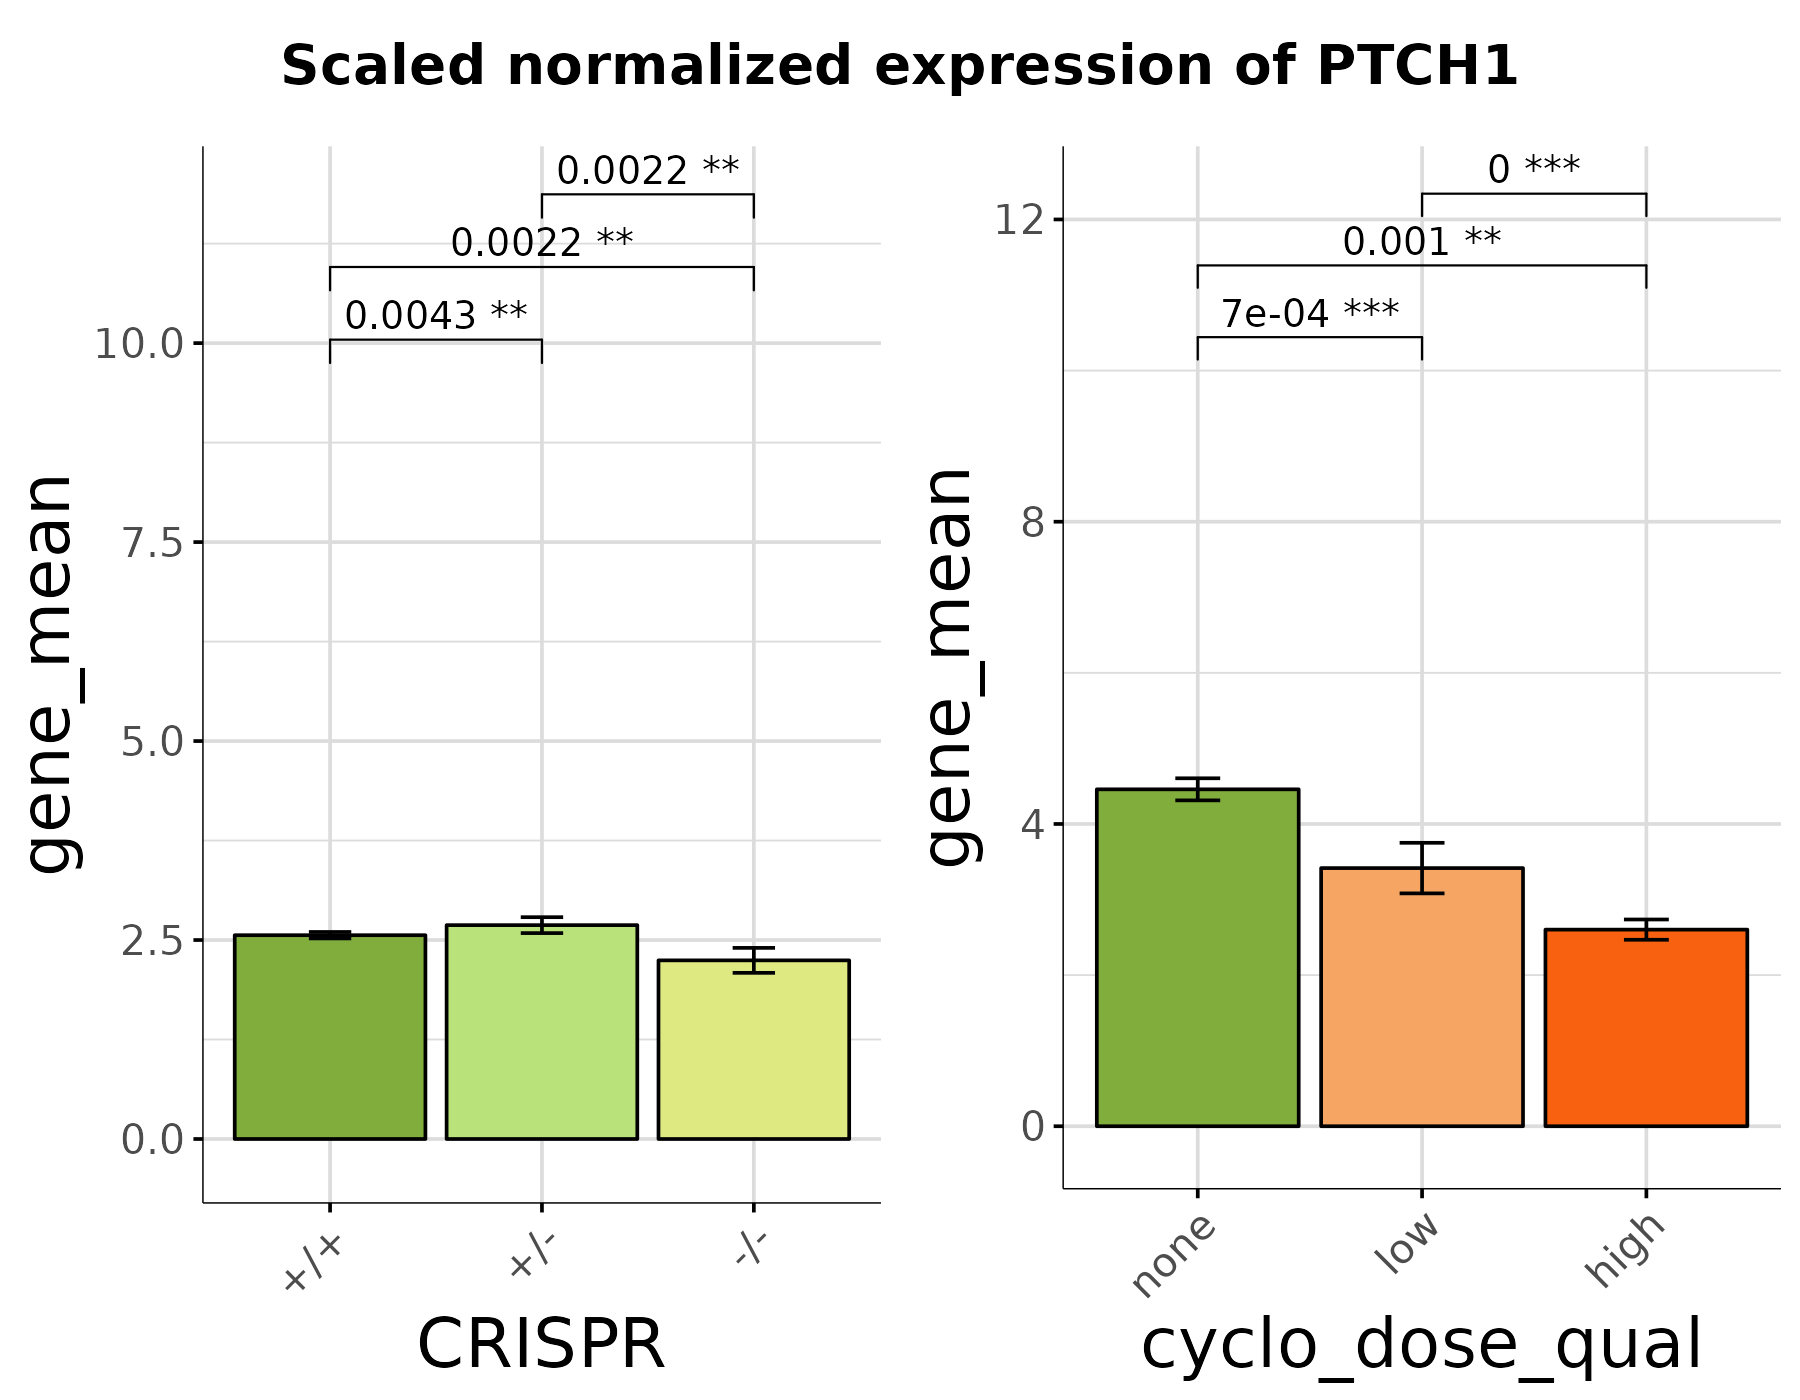 Scaled normalized expression of PTCH1
gene_mean
10.0
7.5
5.0
2.5
0.0
0.0022 **
0.0022 **
0.0043 **
+/+
+/-
-/-
CRISPR
gene_mean
12
8
4
0
0 ***
0.001 **
7e-04 ***
none
low
high
cyclo_dose_qual